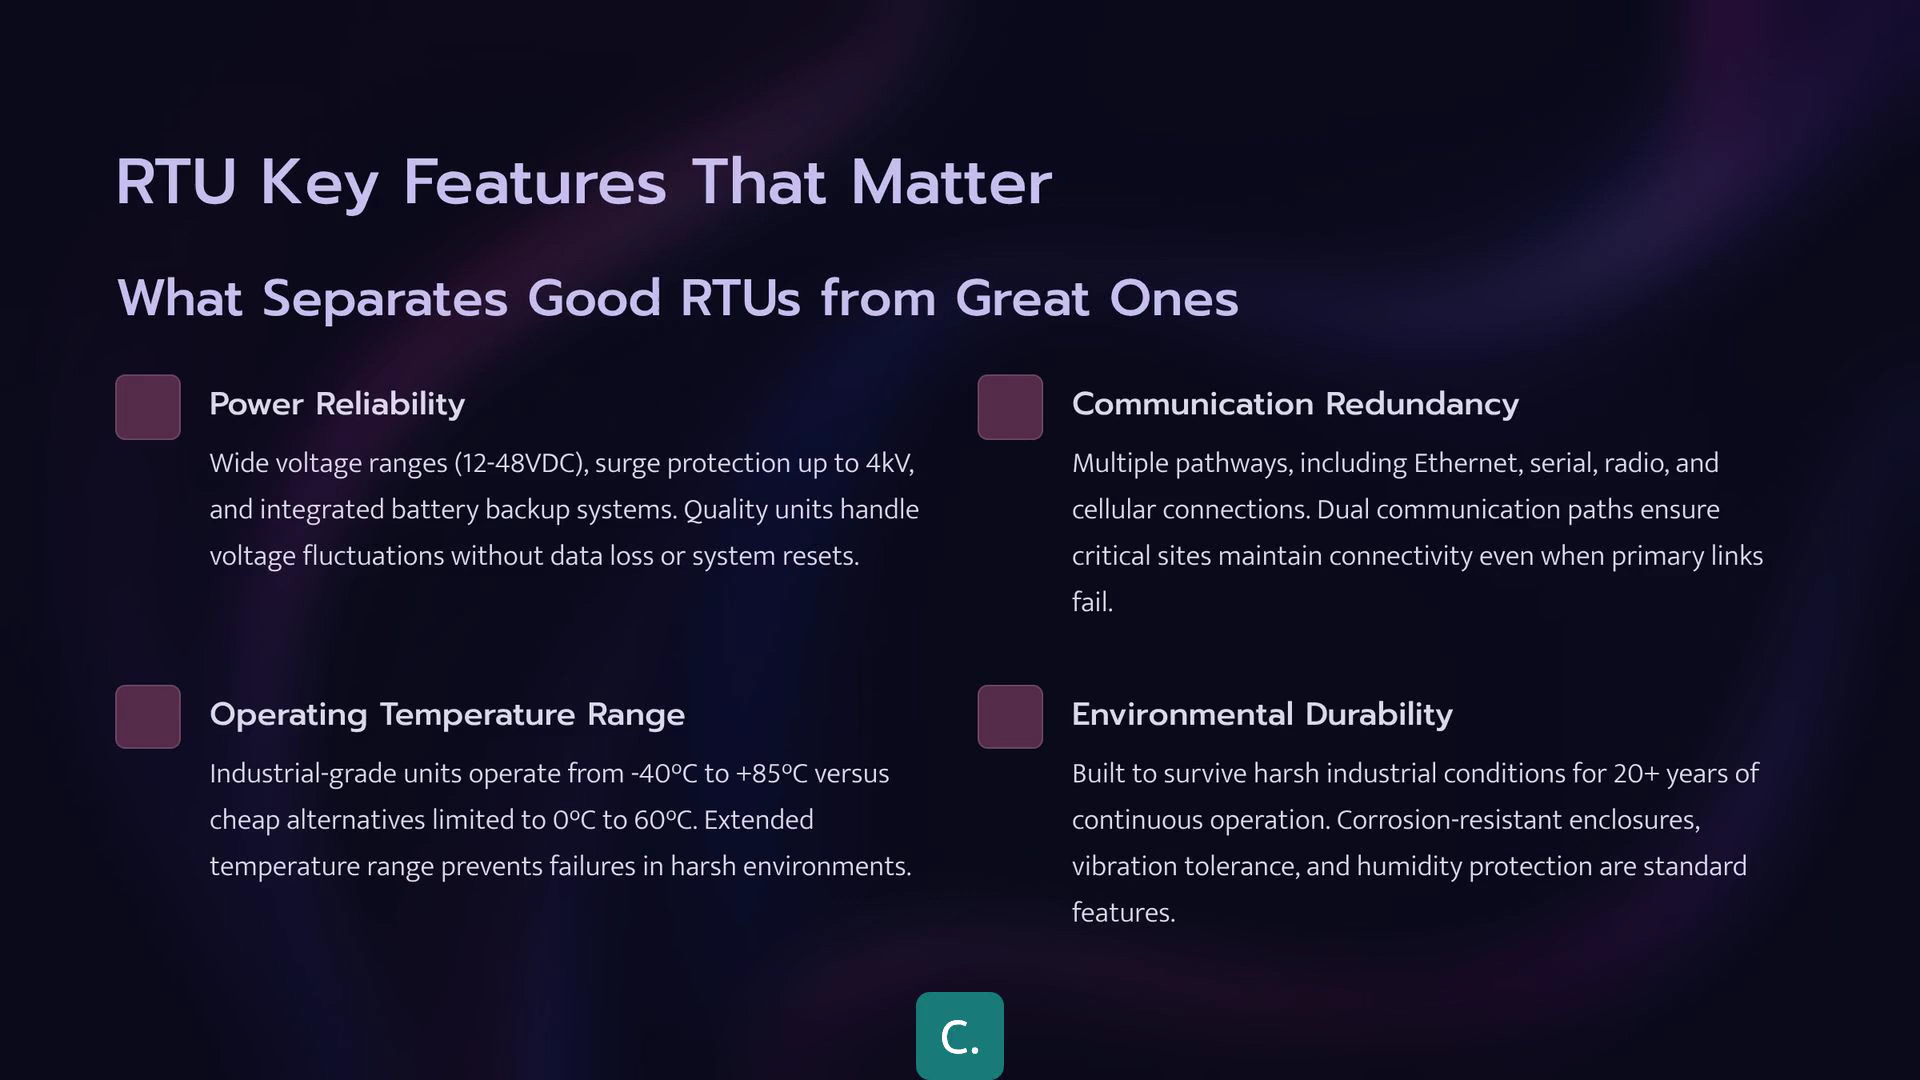 RTU Key Features That Matter
What Separates Good RTUs from Great Ones
Power Reliability
Wide voltage ranges (12-48VDC), surge protection up to 4kV,
and integrated battery backup systems. Quality units handle
voltage fluctuations without data loss or system resets.
Communication Redundancy
Multiple pathways, including Ethernet, serial, radio, and
cellular connections. Dual communication paths ensure
critical sites maintain connectivity even when primary links
fail.
Operating Temperature Range
Industrial-grade units operate from -40°C to +85°C versus
cheap alternatives limited to 0°C to 60°C. Extended
temperature range prevents failures in harsh environments.
Environmental Durability
Built to survive harsh industrial conditions for 20+ years of
continuous operation. Corrosion-resistant enclosures,
vibration tolerance, and humidity protection are standard
features.
C.